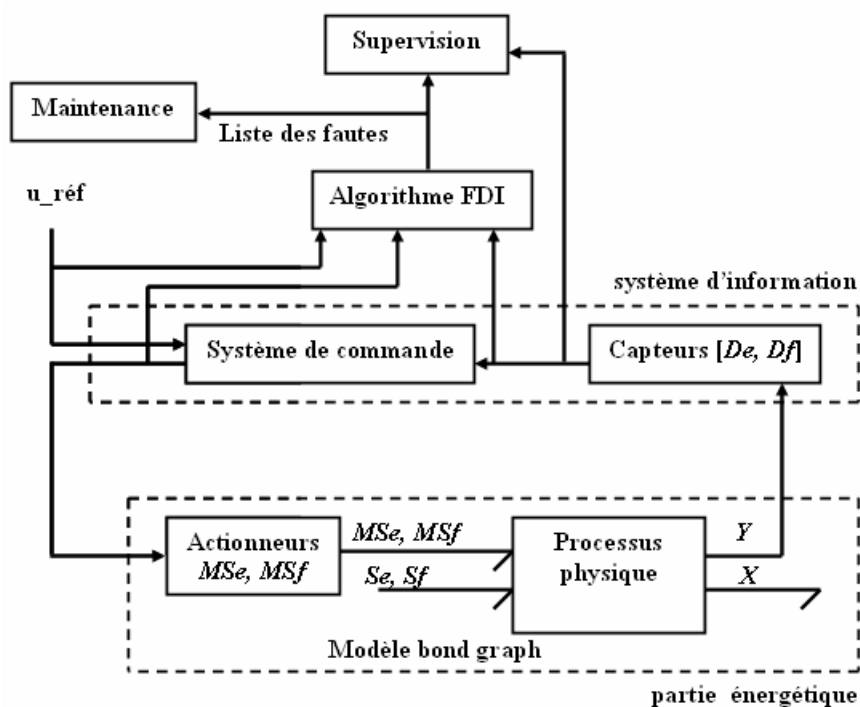 Supervision
Maintenance
Liste des fautes
u_réf
Algorithme FDI
système d'information
Système de commande
Capteurs [De, Df]
Actionneurs
MSe, MSf
MSe, MSf
Se, Sf
Processus
physique
Y
X
Modèle bond graph
partie énergétique